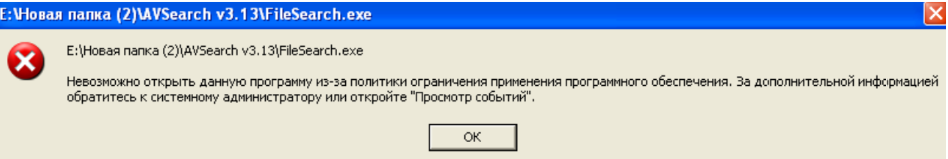 E:\Новая папка (2)\AVSearch v3.13\FileSearch.exe
E:\Новая папка (2)\AVSearch v3.13\FileSearch.exe
Невозможно открыть данную программу из-за политики ограничения применения программного обеспечения. За дополнительной информацией
обратитесь к системному администратору или откройте "Просмотр событий".
ОК